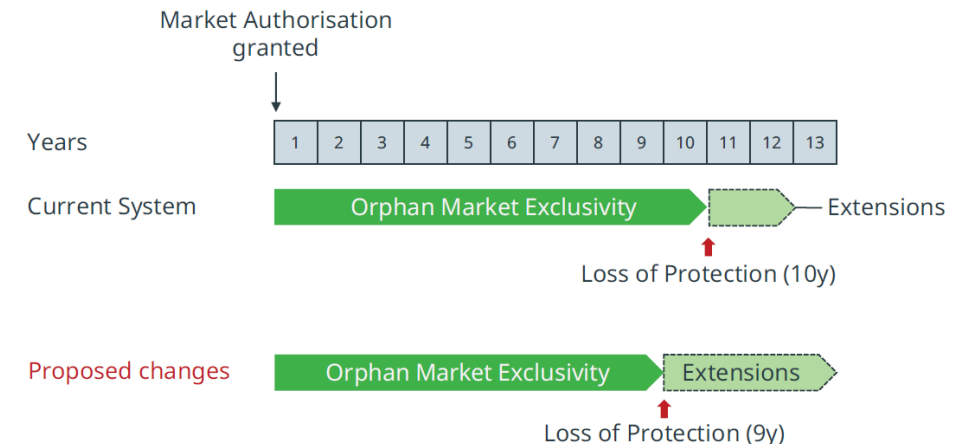 Market Authorisation
granted
Years 1 2 3 4 5 6 7 8 9 10 11 12 13
Current System Orphan Market Exclusivity Extensions
Loss of Protection (10y)
Proposed changes Orphan Market Exclusivity Extensions
Loss of Protection (9y)